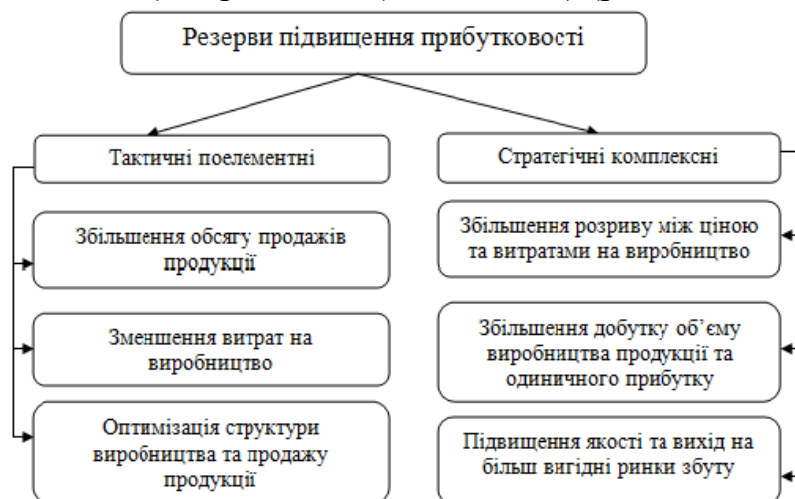 Резерви підвищення прибутковості
Тактичні поелементні
Збільшення обсягу продажів
продукції
Зменшення витрат на
виробництво
Оптимізація структури
виробництва та продажу
продукції
Стратегічні комплексні
Збільшення розриву між ціною
та витратами на виробництво
Збільшення добутку об’єму
виробництва продукції та
одиничного прибутку
Підвищення якості та вихід на
більш вигідні ринки збуту